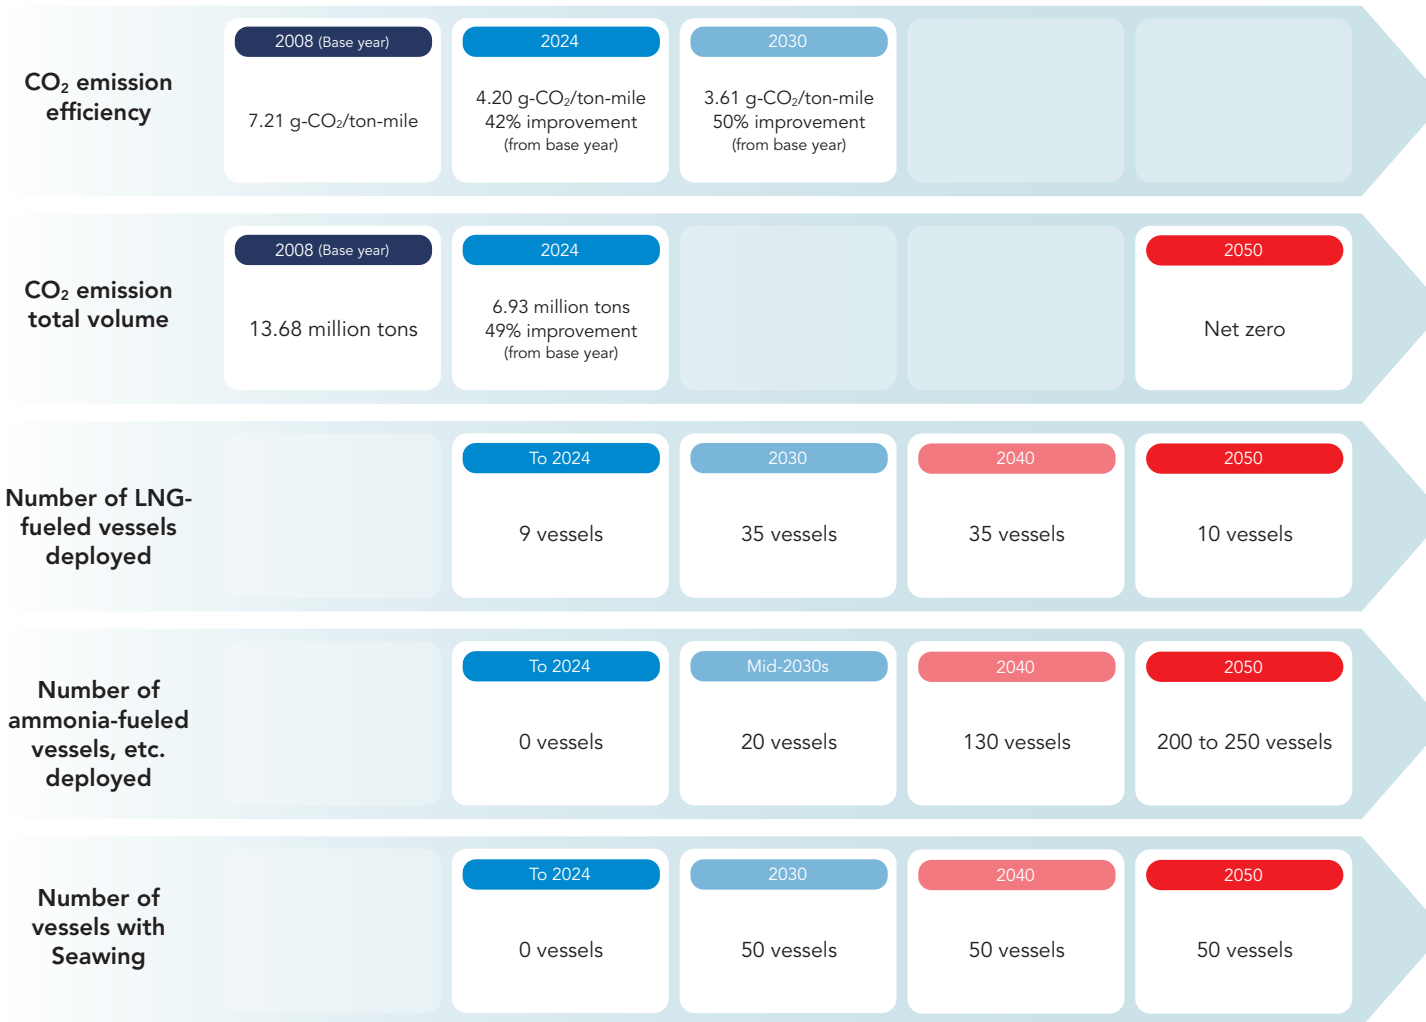 CO₂ emission
efficiency
2008 (Base year)
7.21 g-CO₂/ton-mile
2024
4.20 g-CO₂/ton-mile
42% improvement
(from base year)
2030
3.61 g-CO₂/ton-mile
50% improvement
(from base year)
CO₂ emission
total volume
2008 (Base year)
13.68 million tons
2024
6.93 million tons
49% improvement
(from base year)
2050
Net zero
Number of LNG-
fueled vessels
deployed
To 2024
9 vessels
2030
35 vessels
2040
35 vessels
2050
10 vessels
Number of
ammonia-fueled
vessels, etc.
deployed
To 2024
0 vessels
Mid-2030s
20 vessels
2040
130 vessels
2050
200 to 250 vessels
Number of
vessels with
Seawing
To 2024
0 vessels
2030
50 vessels
2040
50 vessels
2050
50 vessels